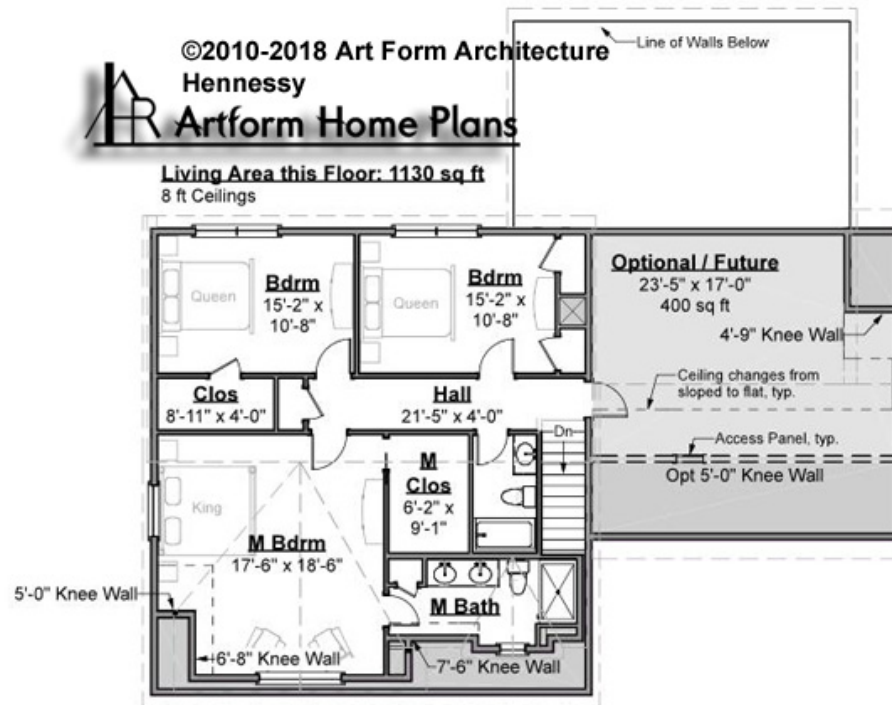 ©2010-2018 Art Form Architecture
Hennessy
AR Artform Home Plans
Living Area this Floor: 1130 sq ft
8 ft Ceilings
Line of Walls Below
Bdrm
15'-2" x
10'-8"
Queen
Bdrm
15'-2" x
10'-8"
Queen
Optional / Future
23'-5" x 17'-0"
400 sq ft
4'-9" Knee Wall
Clos
8'-11" x 4'-0"
Hall
21'-5" x 4'-0"
Ceiling changes from
sloped to flat, typ.
Dn
Access Panel, typ.
Opt 5'-0" Knee Wall
M
Clos
6'-2" x
9'-1"
King
M Bdrm
17'-6" x 18'-6"
5'-0" Knee Wall
M Bath
6'-8" Knee Wall
7'-6" Knee Wall